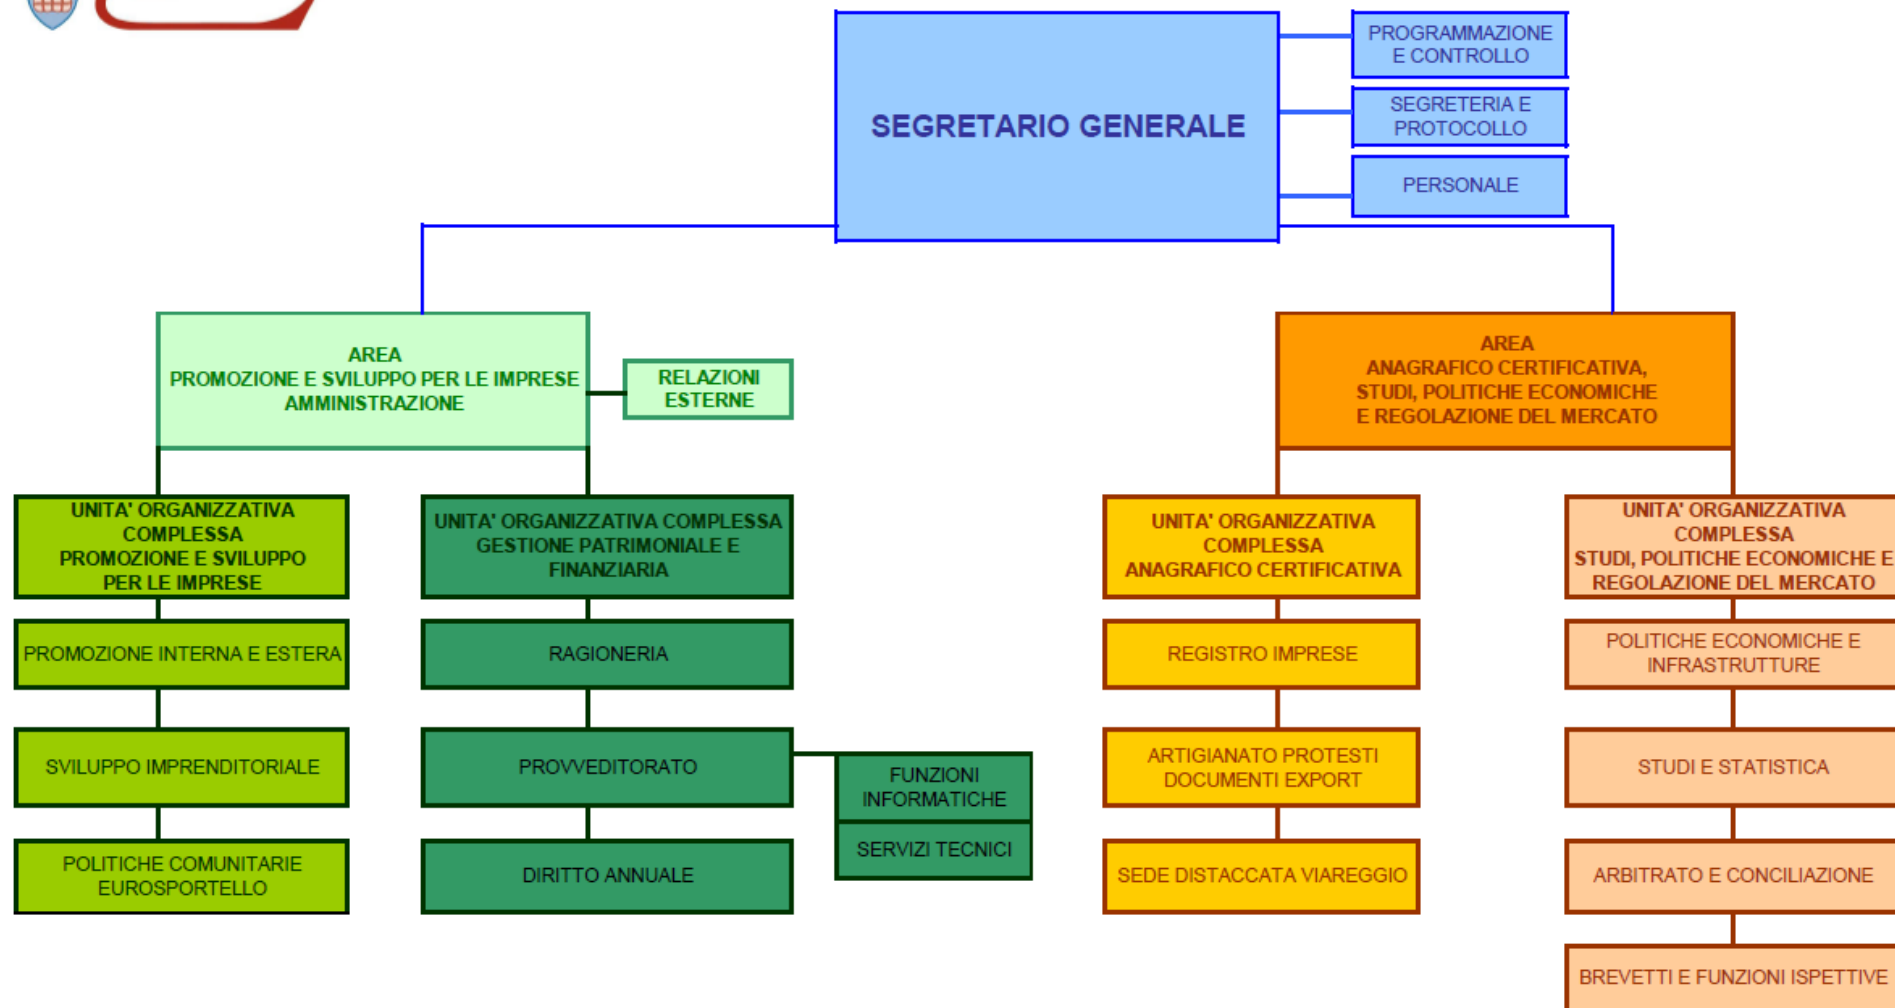 SEGRETARIO GENERALE
PROGRAMMAZIONE
E CONTROLLO
SEGRETERIA E
PROTOCOLLO
PERSONALE
AREA
PROMOZIONE E SVILUPPO PER LE IMPRESE
AMMINISTRAZIONE
RELAZIONI
ESTERNE
AREA
ANAGRAFICO CERTIFICATIVA,
STUDI, POLITICHE ECONOMICHE
E REGOLAZIONE DEL MERCATO
UNITA' ORGANIZZATIVA
COMPLESSA
PROMOZIONE E SVILUPPO
PER LE IMPRESE
PROMOZIONE INTERNA E ESTERA
SVILUPPO IMPRENDITORIALE
POLITICHE COMUNITARIE
EUROSPORTELLO
UNITA' ORGANIZZATIVA COMPLESSA
GESTIONE PATRIMONIALE E
FINANZIARIA
RAGIONERIA
PROVVEDITORATO
FUNZIONI
INFORMATICHE
SERVIZI TECNICI
DIRITTO ANNUALE
UNITA' ORGANIZZATIVA
COMPLESSA
ANAGRAFICO CERTIFICATIVA
REGISTRO IMPRESE
ARTIGIANATO PROTESTI
DOCUMENTI EXPORT
SEDE DISTACCATA VIAREGGIO
UNITA' ORGANIZZATIVA
COMPLESSA
STUDI, POLITICHE ECONOMICHE E
REGOLAZIONE DEL MERCATO
POLITICHE ECONOMICHE E
INFRASTRUTTURE
STUDI E STATISTICA
ARBITRATO E CONCILIAZIONE
BREVETTI E FUNZIONI ISPETTIVE